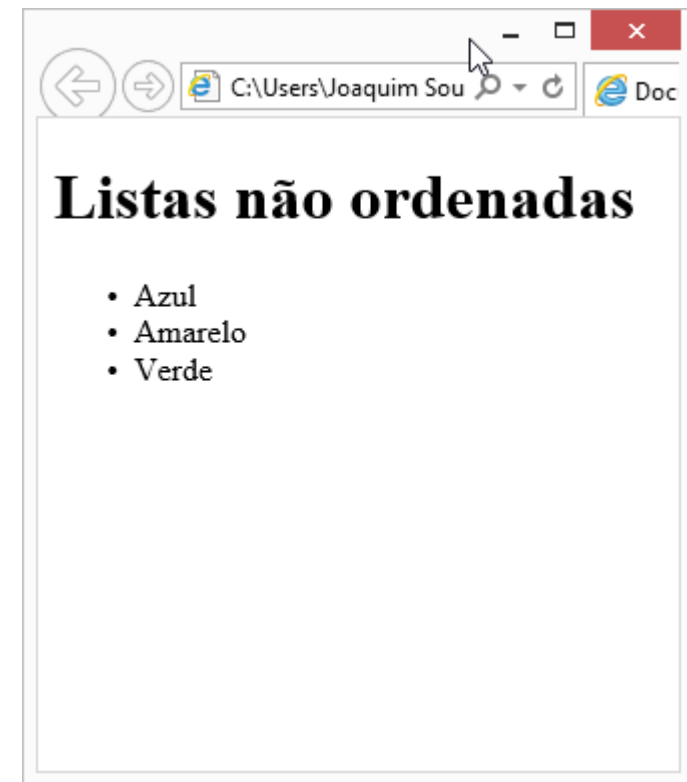 C:\Users\Joaquim Sou
Doc
Listas não ordenadas
• Azul
• Amarelo
• Verde